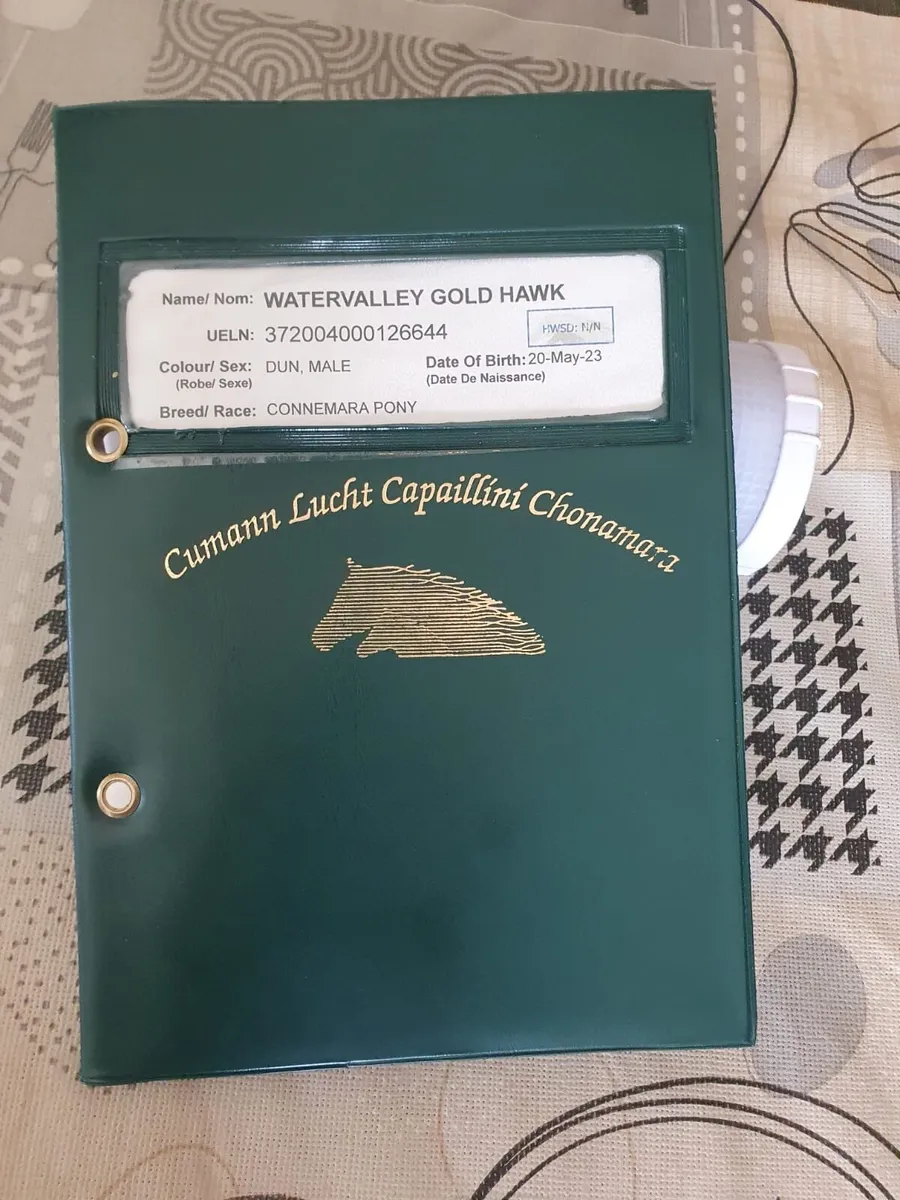 Name/ Nom: WATERVALLEY GOLD HAWK
UELN: 372004000126644
HWSD: N/N
Colour/ Sex: DUN, MALE
(Robe/ Sexe)
Date Of Birth: 20-May-23
(Date De Naissance)
Breed/ Race: CONNEMARA PONY
Cumann Lucht Capaillíní Chonamara